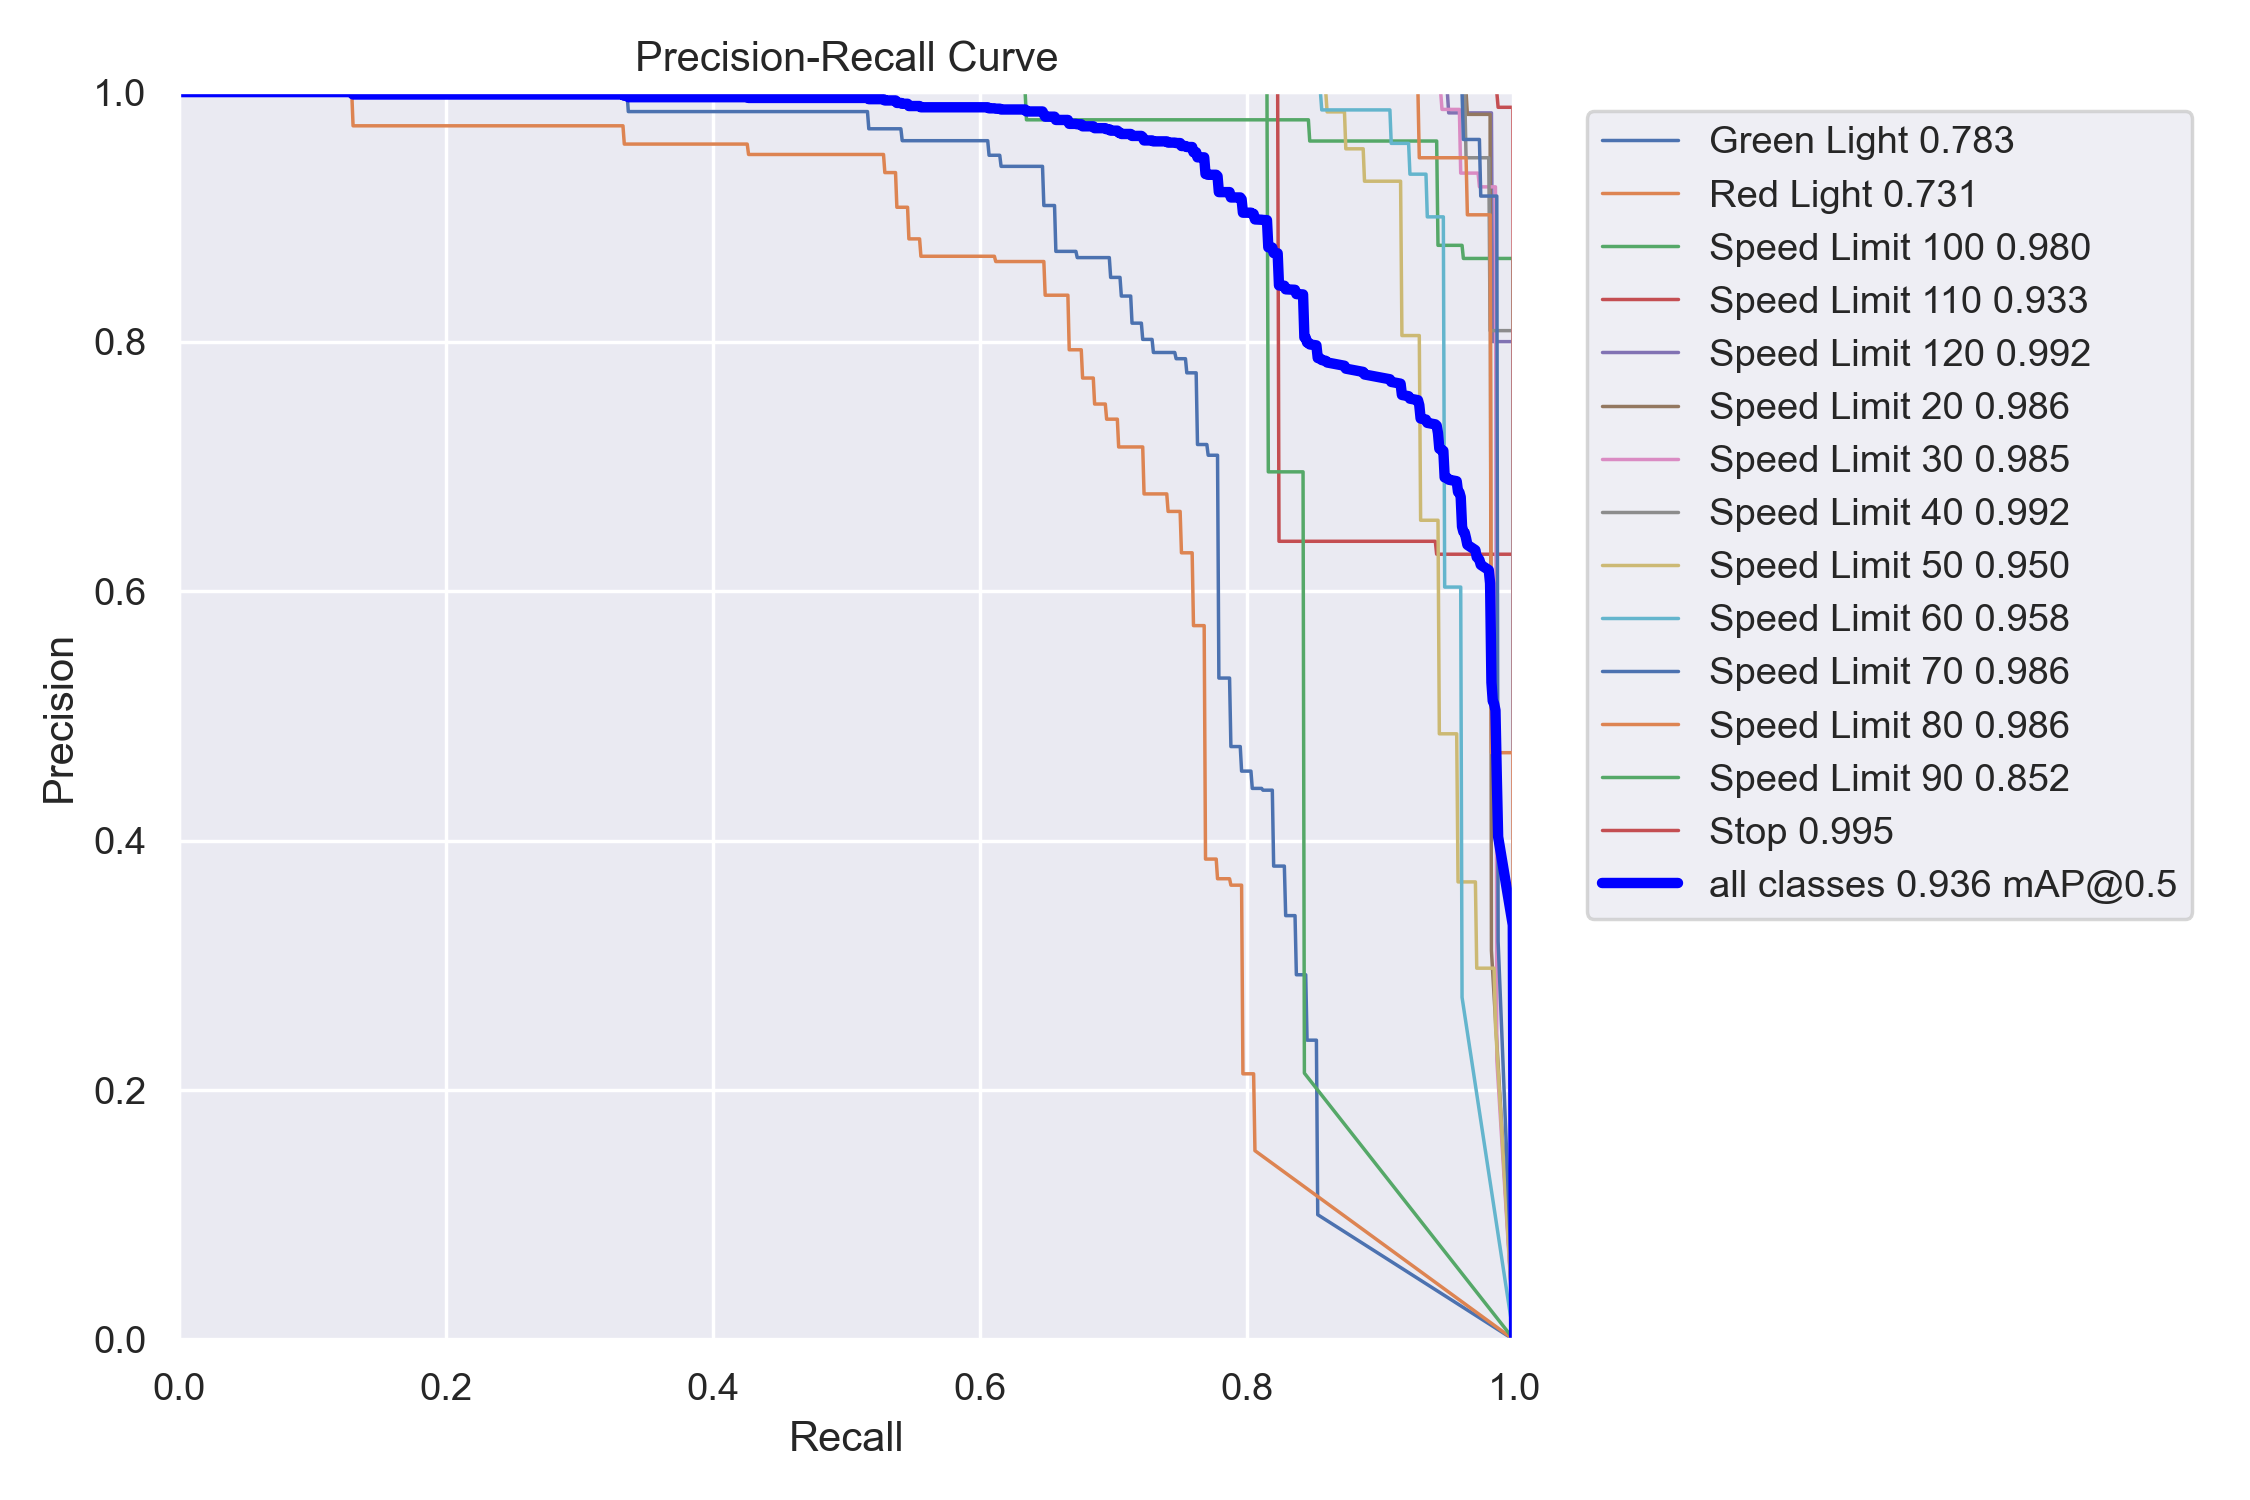 Precision-Recall Curve
1.0
0.8
0.6
0.4
0.2
0.0
Precision
0.0 0.2 0.4 0.6 0.8 1.0
Recall
Green Light 0.783
Red Light 0.731
Speed Limit 100 0.980
Speed Limit 110 0.933
Speed Limit 120 0.992
Speed Limit 20 0.986
Speed Limit 30 0.985
Speed Limit 40 0.992
Speed Limit 50 0.950
Speed Limit 60 0.958
Speed Limit 70 0.986
Speed Limit 80 0.986
Speed Limit 90 0.852
Stop 0.995
all classes 0.936 mAP@0.5